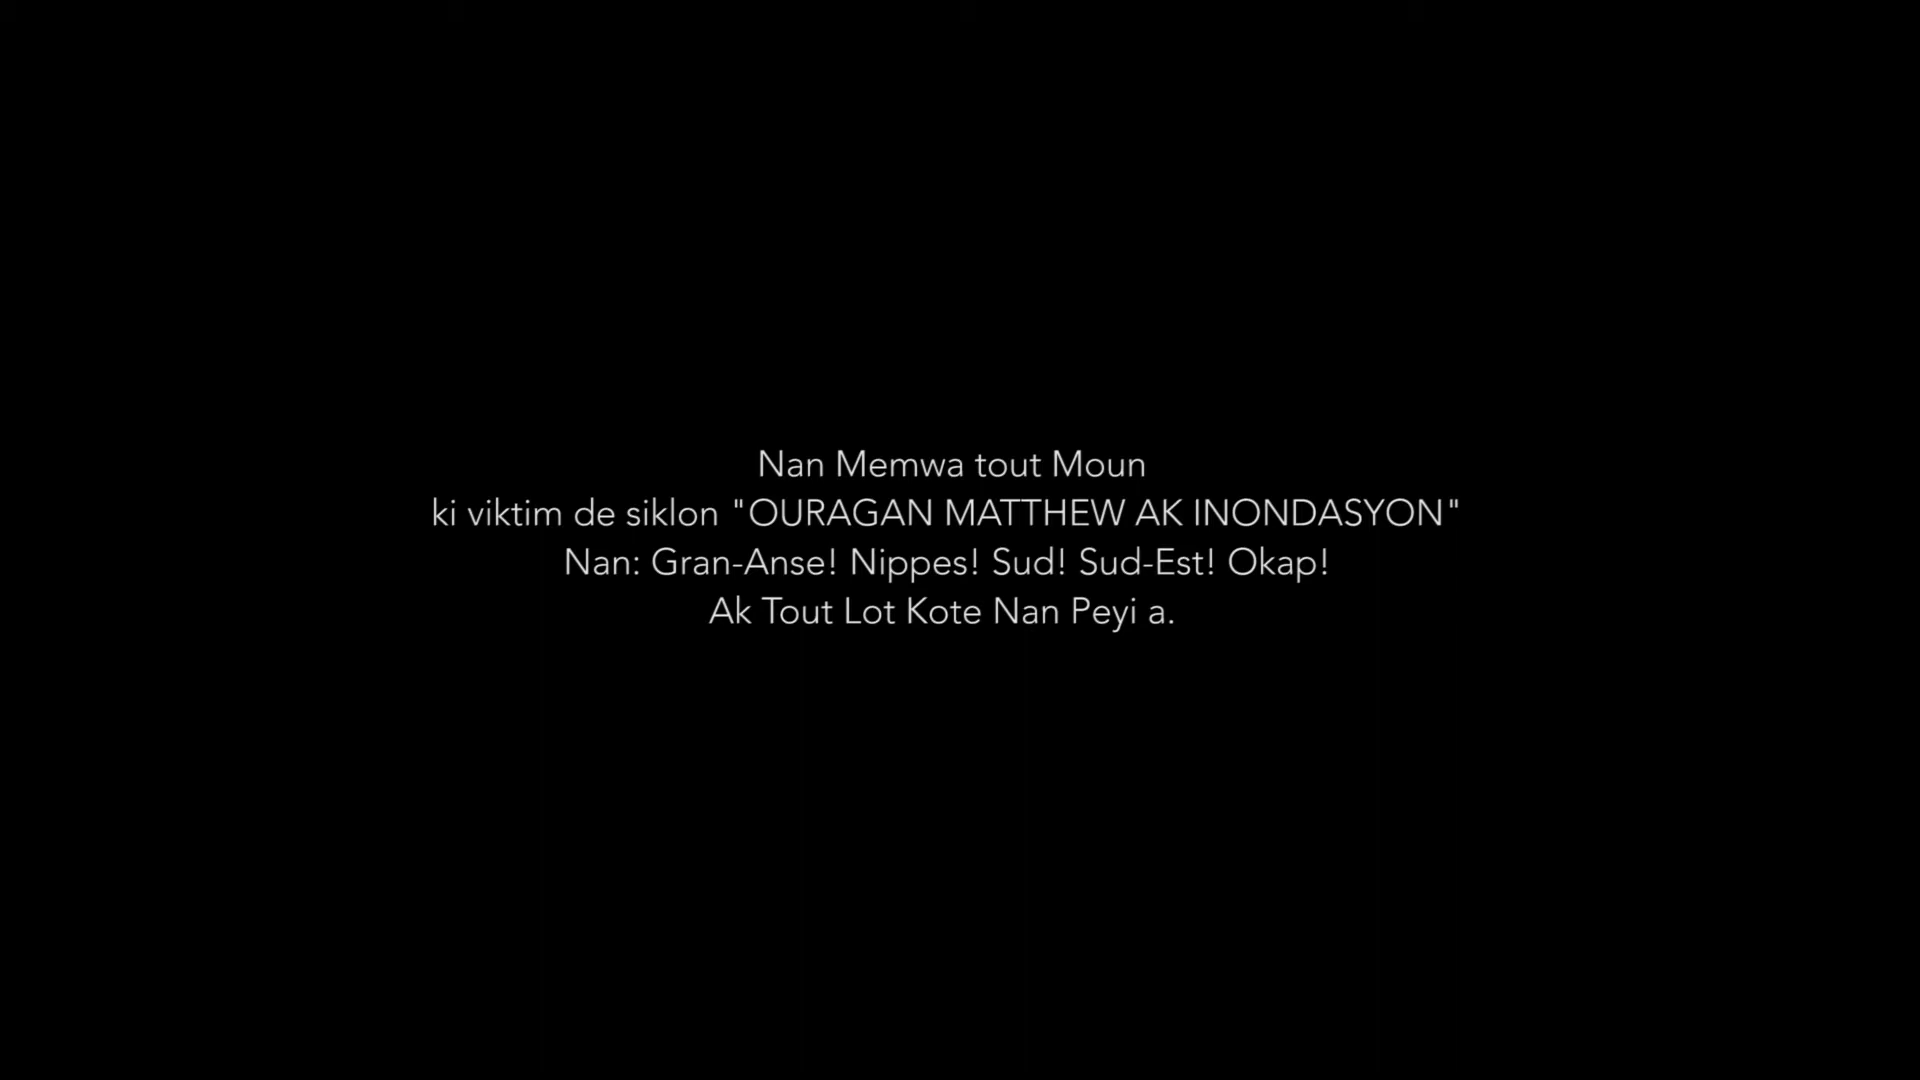 Nan Memwa tout Moun
ki viktim de siklon "OURAGAN MATTHEW AK INONDASYON"
Nan: Gran-Anse! Nippes! Sud! Sud-Est! Okap!
Ak Tout Lot Kote Nan Peyi a.